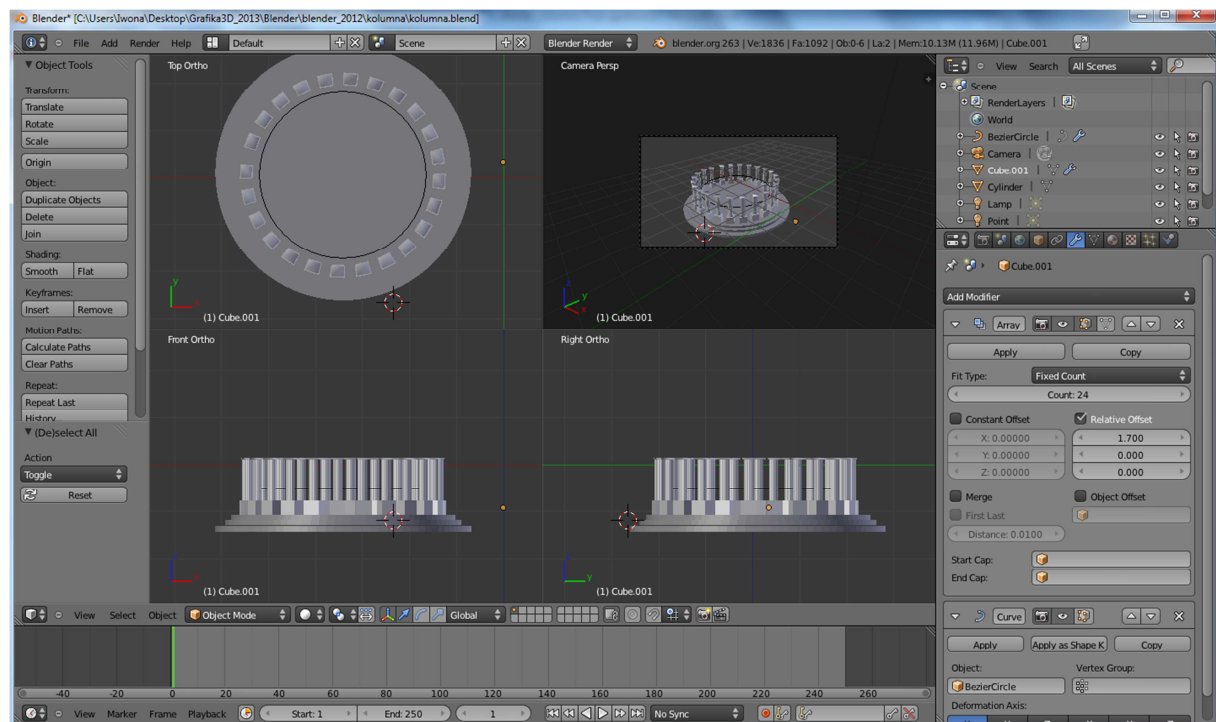 Blender* [C:\Users\Iwona\Desktop\Grafika3D_2013\Blender\blender_2012\kolumna\kolumna.blend]
File Add Render Help Default Scene Blender Render blender.org 263 | Ve:1836 | Fa:1092 | Ob:0-6 | La:2 | Mem:10.13M (11.96M) | Cube.001
Object Tools
Transform:
Translate
Rotate
Scale
Origin
Object:
Duplicate Objects
Delete
Join
Shading:
Smooth Flat
Keyframes:
Insert Remove
Motion Paths:
Calculate Paths
Clear Paths
Repeat:
Repeat Last
History
(De)select All
Action
Toggle
Reset
Top Ortho
y
x
(1) Cube.001
Camera Persp
z
y
x
(1) Cube.001
Front Ortho
z
x
(1) Cube.001
Right Ortho
z
y
(1) Cube.001
View Select Object Object Mode Global
-40 -20 0 20 40 60 80 100 120 140 160 180 200 220 240 260
View Marker Frame Playback Start: 1 End: 250 1 No Sync
View Search All Scenes
Scene
RenderLayers |
World
BezierCircle |
Camera |
Cube.001 |
Cylinder |
Lamp |
Point |
Cube.001
Add Modifier
Array
Apply Copy
Fit Type: Fixed Count
Count: 24
Constant Offset Relative Offset
X: 0.00000 1.700
Y: 0.00000 0.000
Z: 0.00000 0.000
Merge Object Offset
First Last
Distance: 0.0100
Start Cap:
End Cap:
Curve
Apply Apply as Shape K Copy
Object: Vertex Group:
BezierCircle
Deformation Axis: